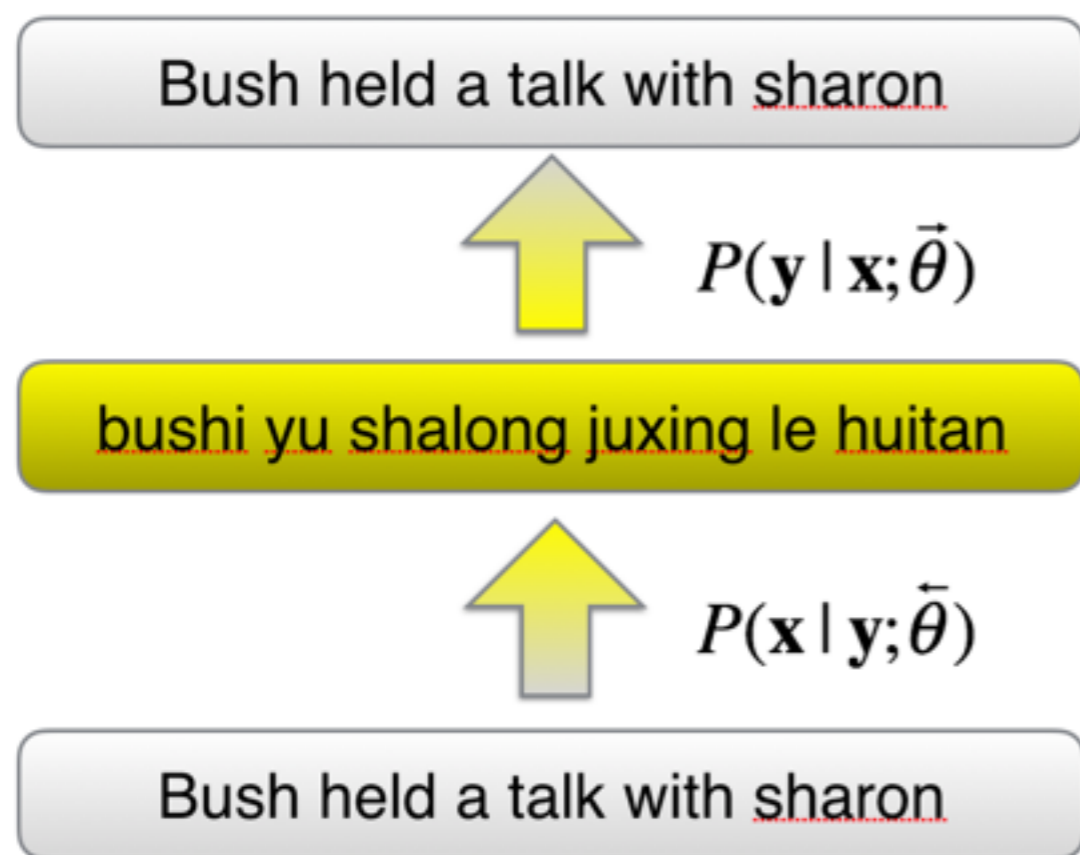 Bush held a talk with sharon
P(y | x; θ⃗)
bushi yu shalong juxing le huitan
P(x | y; θ⃖)
Bush held a talk with sharon